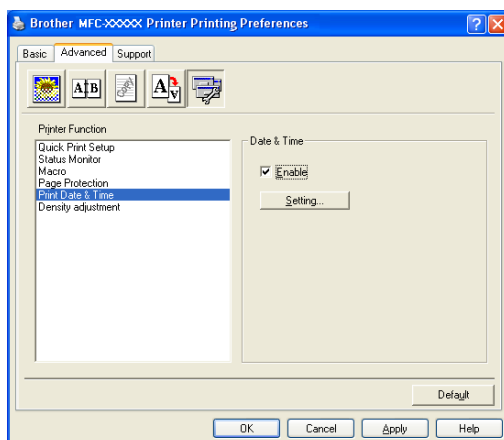 Brother MFC-XXXXX Printer Printing Preferences
Basic Advanced Support
A B
A A
Printer Function
Quick Print Setup
Status Monitor
Macro
Page Protection
Print Date & Time
Density adjustment
Date & Time
Enable
Setting...
Default
OK Cancel Apply Help